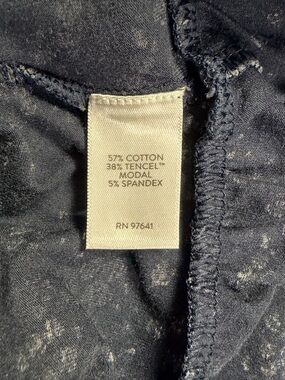 57% COTTON
38% TENCEL™
MODAL
5% SPANDEX
RN 97641